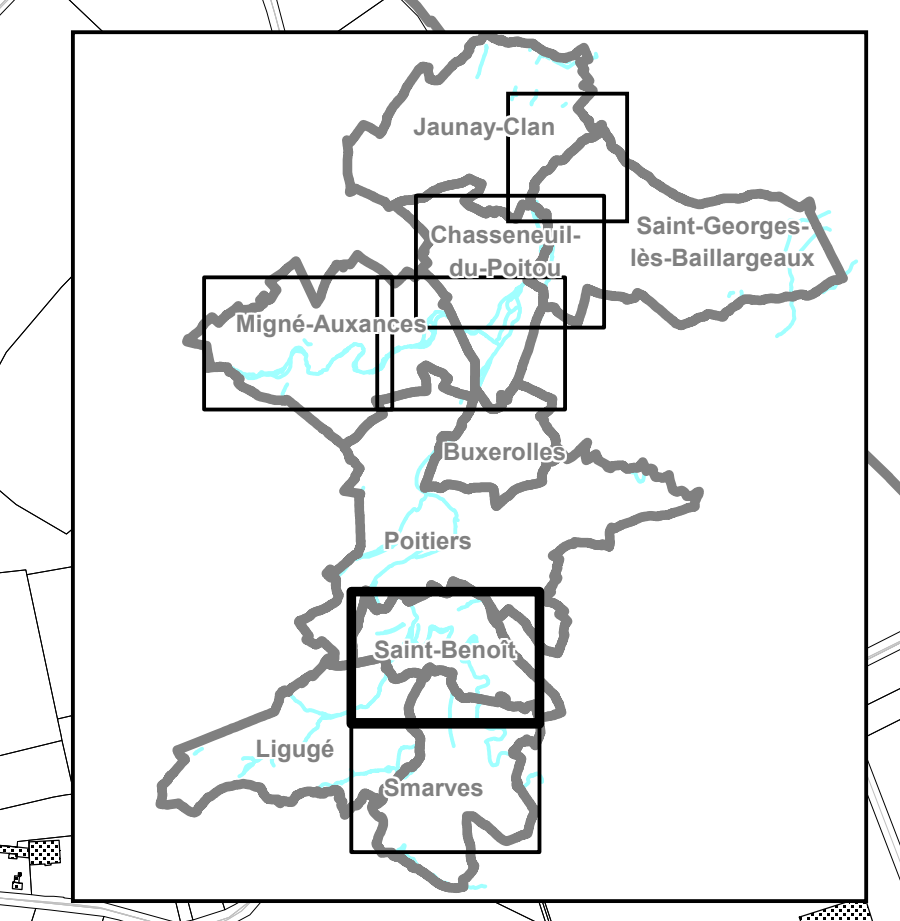 Jaunay-Clan
Saint-Georges-
lès-Baillargeaux
Chasseneuil-
du-Poitou
Migné-Auxances
Buxerolles
Poitiers
Saint-Benoît
Ligugé
Smarves